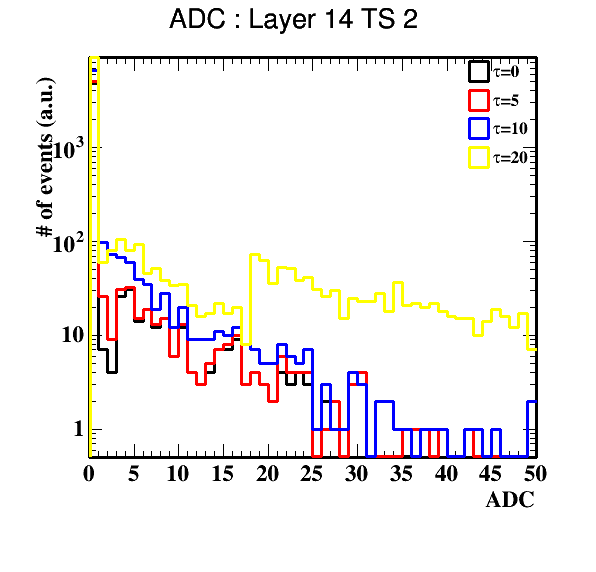 ADC : Layer 14 TS 2
# of events (a.u.)
τ=0
τ=5
τ=10
τ=20
10³
10²
10
1
0 5 10 15 20 25 30 35 40 45 50
ADC